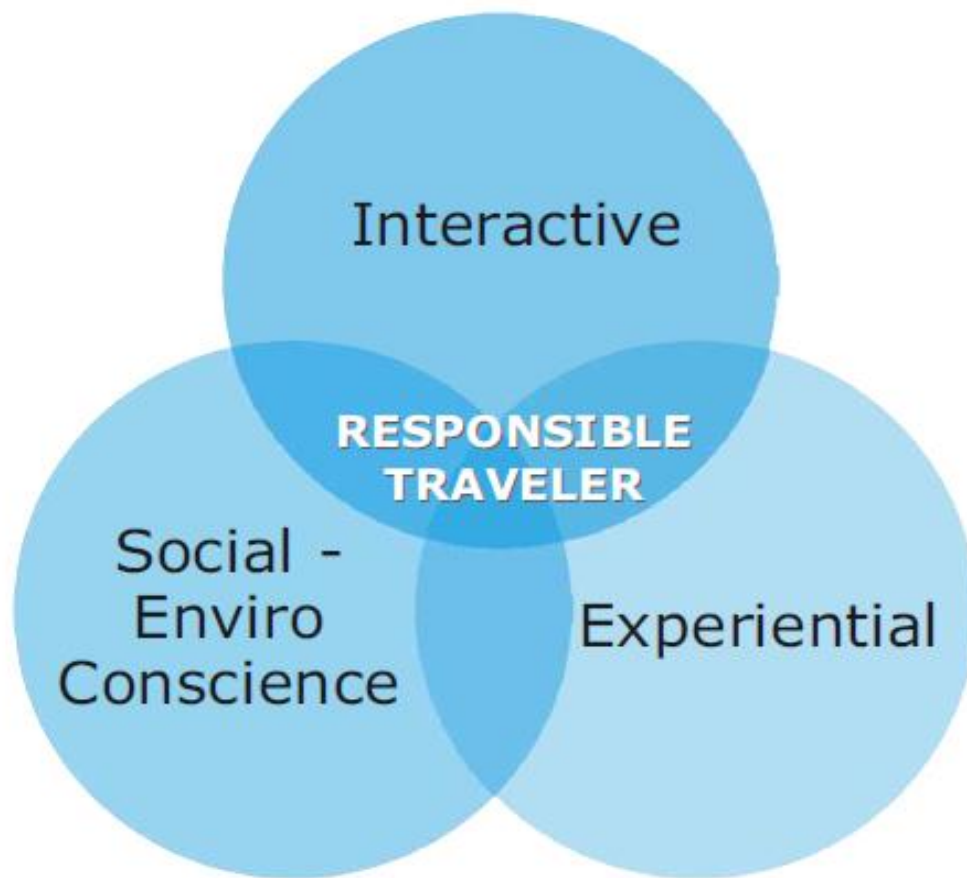 Interactive
RESPONSIBLE
TRAVELER
Social -
Enviro
Conscience
Experiential